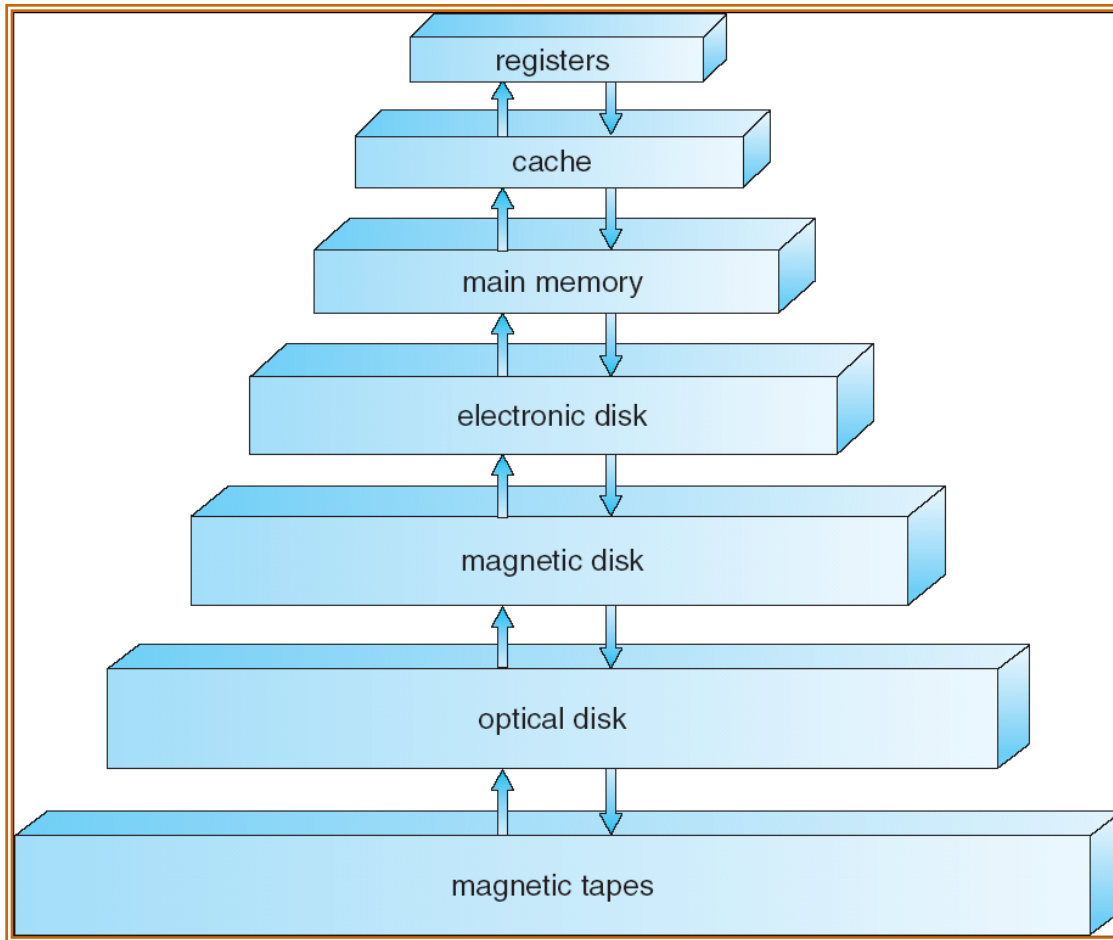 registers
cache
main memory
electronic disk
magnetic disk
optical disk
magnetic tapes